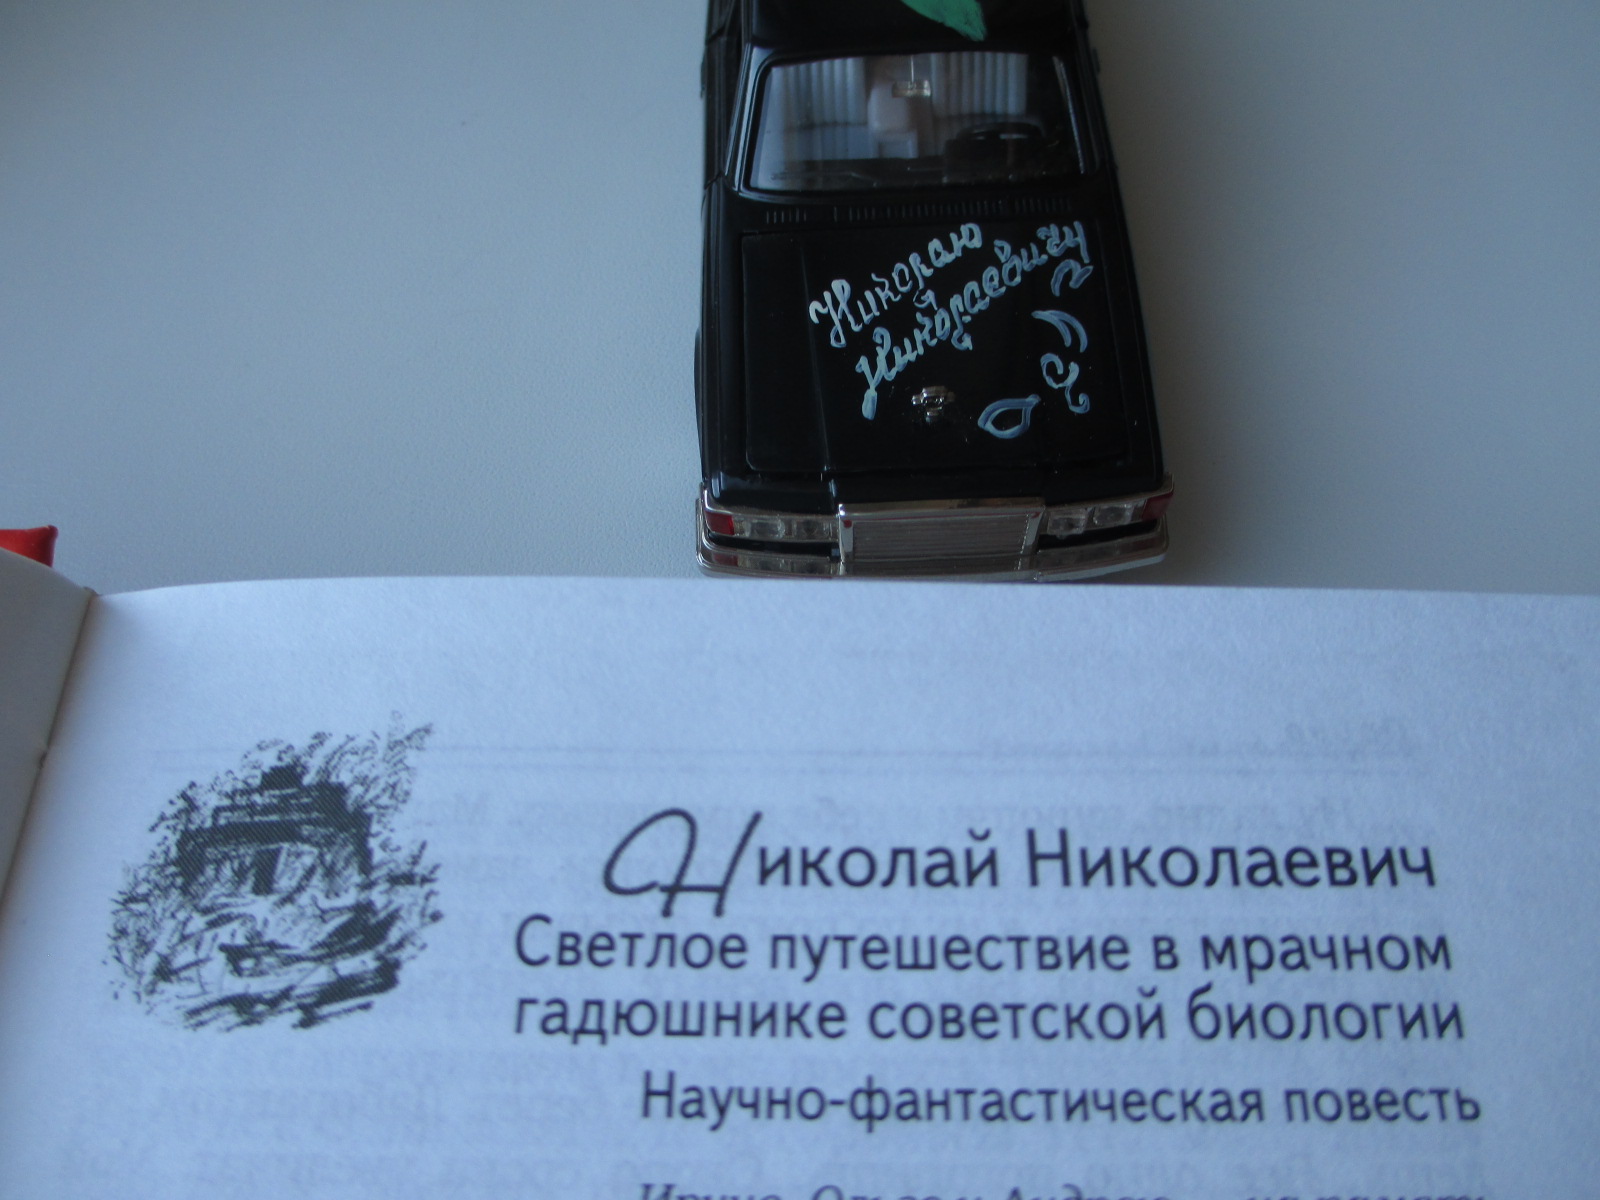 Николаю
Николаевичу
Николай Николаевич
Светлое путешествие в мрачном
гадюшнике советской биологии
Научно-фантастическая повесть